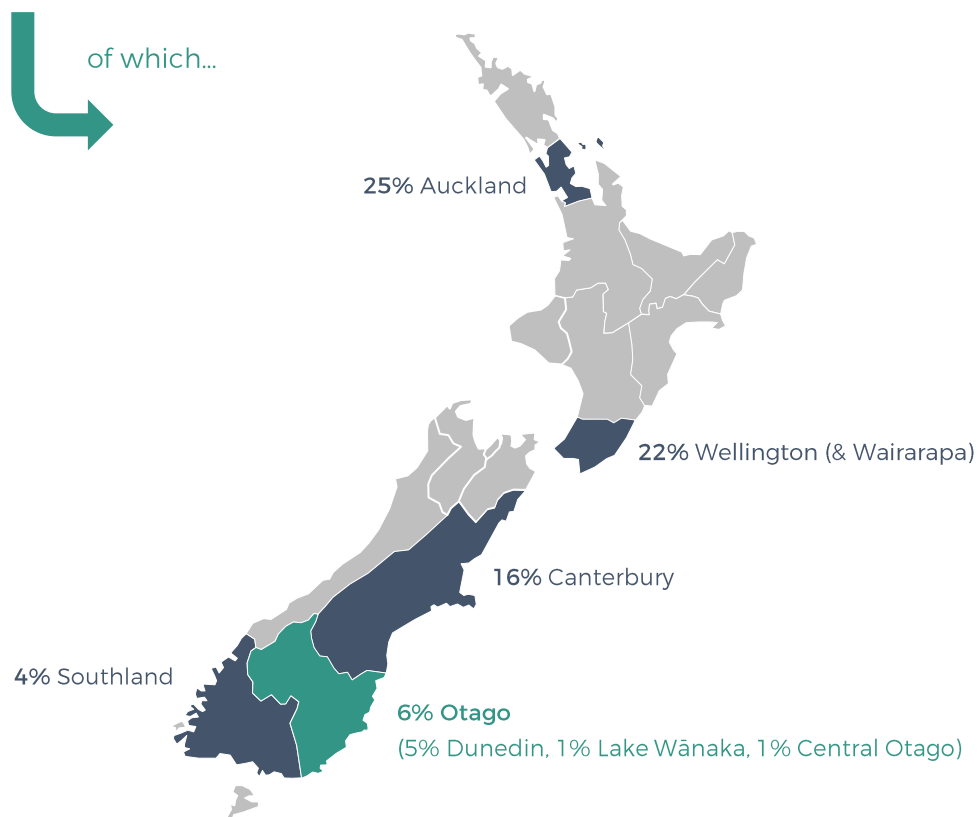 of which...
25% Auckland
22% Wellington (& Wairarapa)
16% Canterbury
4% Southland
6% Otago
(5% Dunedin, 1% Lake Wānaka, 1% Central Otago)